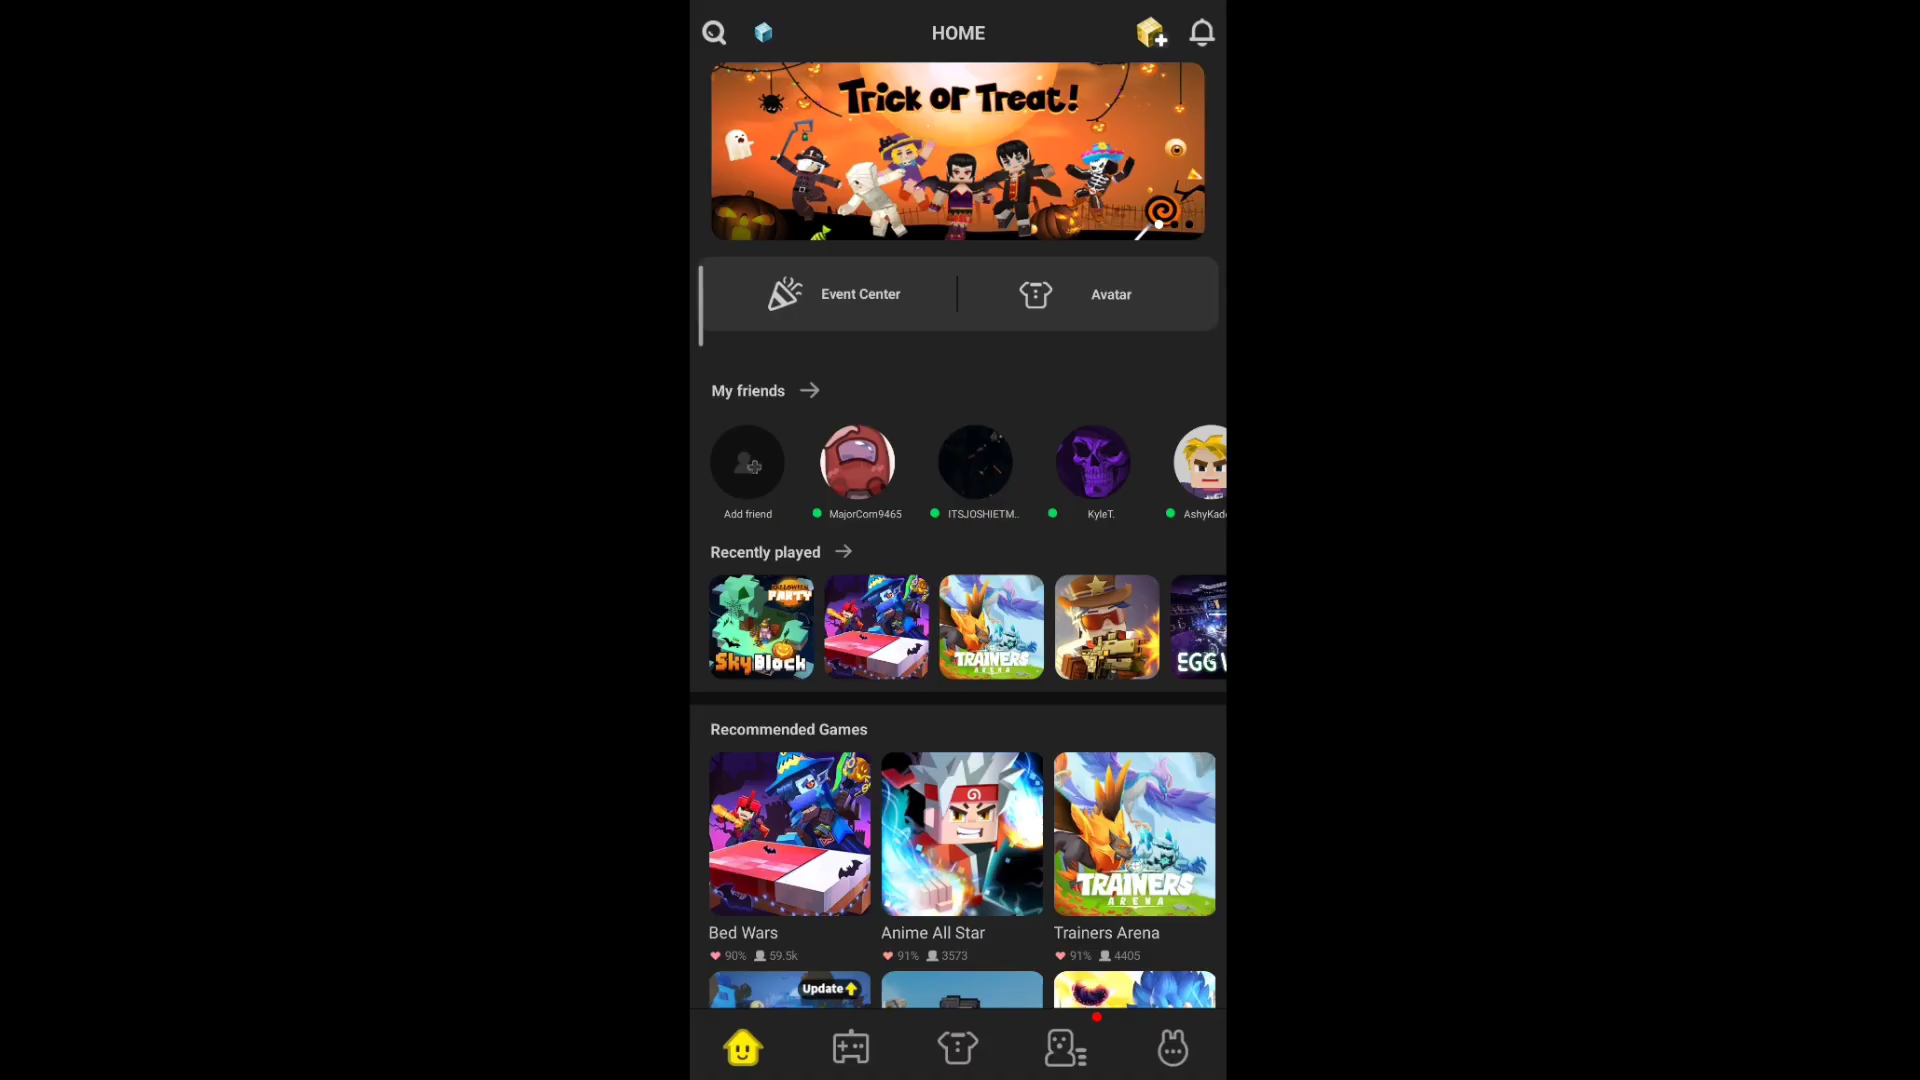 HOME
Trick or Treat!
Event Center
Avatar
My friends
Add friend
MajorCorn9465
ITSJOSHIETM..
KyleT.
AshyKad
Recently played
HALLOWEEN
PARTY
SkyBlock
TRAINERS
EGG
Recommended Games
TRAINERS
ARENA
Bed Wars
Anime All Star
Trainers Arena
90% 59.5k
91% 3573
91% 4405
Update